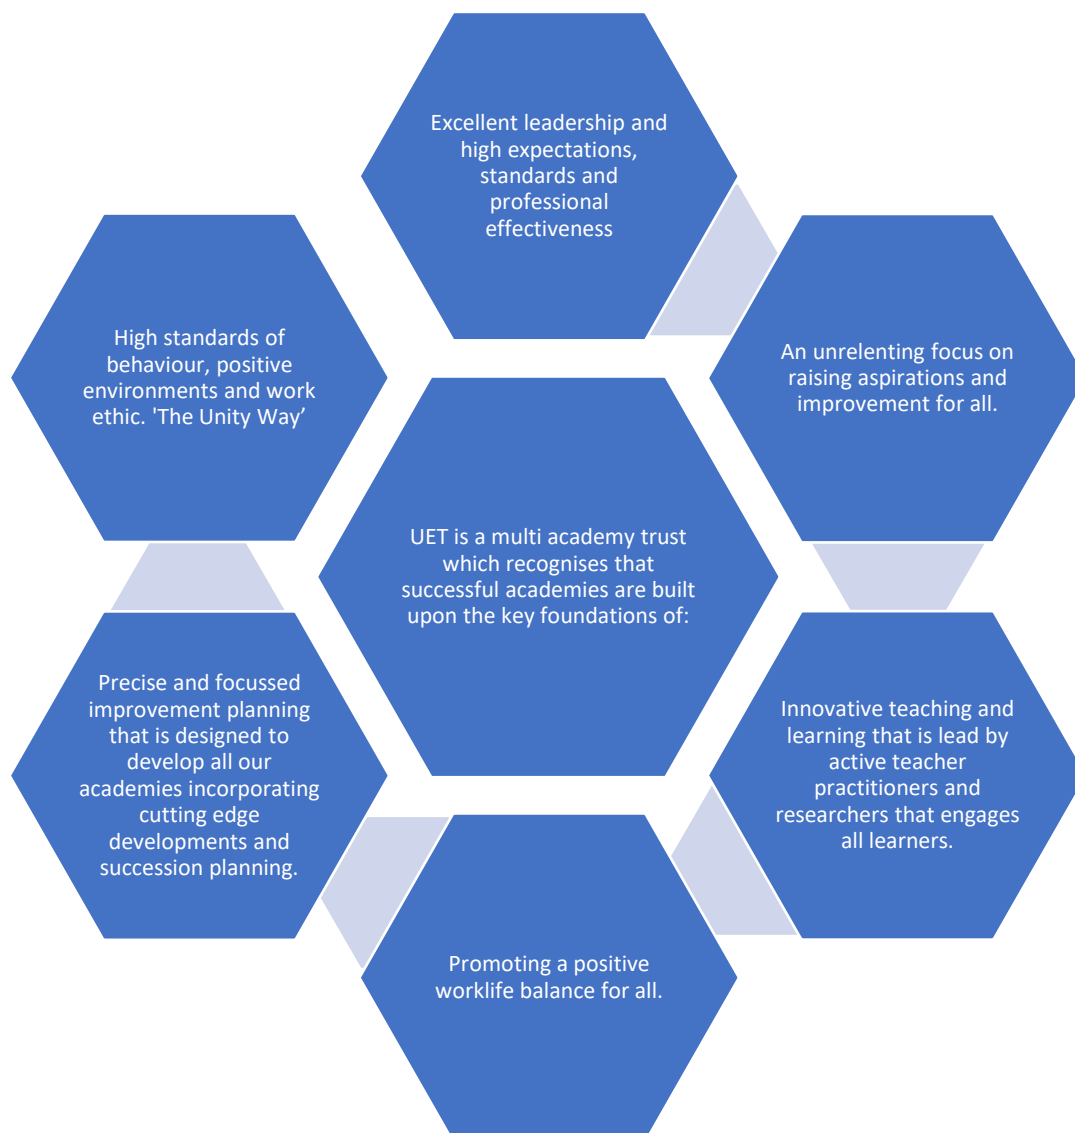 Excellent leadership and
high expectations,
standards and
professional
effectiveness
An unrelenting focus on
raising aspirations and
improvement for all.
Innovative teaching and
learning that is lead by
active teacher
practitioners and
researchers that engages
all learners.
Promoting a positive
worklife balance for all.
Precise and focussed
improvement planning
that is designed to
develop all our
academies incorporating
cutting edge
developments and
succession planning.
High standards of
behaviour, positive
environments and work
ethic. 'The Unity Way’
UET is a multi academy trust
which recognises that
successful academies are built
upon the key foundations of: